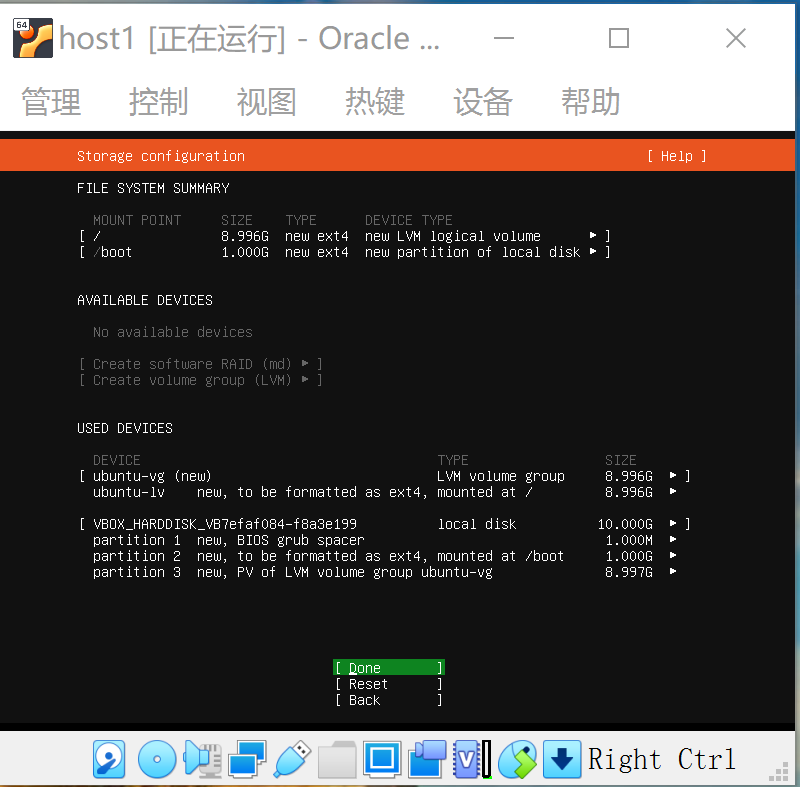 64
host1 [正在运行] - Oracle ...
管理 控制 视图 热键 设备 帮助
Storage configuration [ Help ]
FILE SYSTEM SUMMARY
MOUNT POINT SIZE TYPE DEVICE TYPE
[ / 8.996G new ext4 new LVM logical volume ▸ ]
[ /boot 1.000G new ext4 new partition of local disk ▸ ]
AVAILABLE DEVICES
No available devices
[ Create software RAID (md) ▸ ]
[ Create volume group (LVM) ▸ ]
USED DEVICES
DEVICE TYPE SIZE
[ ubuntu-vg (new) LVM volume group 8.996G ▸ ]
ubuntu-lv new, to be formatted as ext4, mounted at / 8.996G ▸
[ VBOX_HARDDISK_VB7efaf084-f8a3e199 local disk 10.000G ▸ ]
partition 1 new, BIOS grub spacer 1.000M ▸
partition 2 new, to be formatted as ext4, mounted at /boot 1.000G ▸
partition 3 new, PV of LVM volume group ubuntu-vg 8.997G ▸
[ Done ]
[ Reset ]
[ Back ]
V Right Ctrl